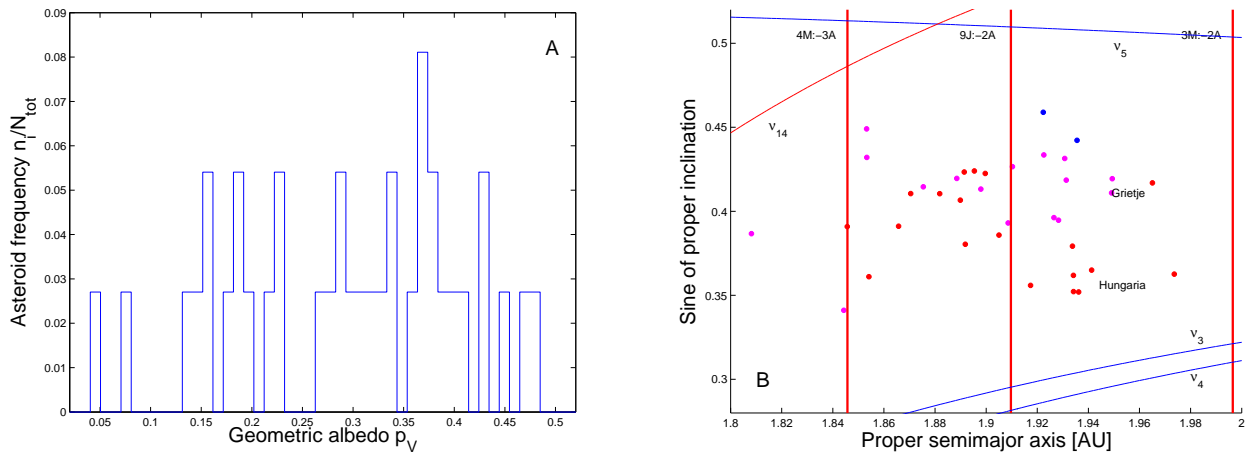 A
0.09
0.08
0.07
0.06
0.05
0.04
0.03
0.02
0.01
0
0.05 0.1 0.15 0.2 0.25 0.3 0.35 0.4 0.45 0.5
Asteroid frequency n_i/N_tot
Geometric albedo p_V
4M:−3A 9J:−2A 3M:−2A
ν_5
ν_14
Grietje
Hungaria
ν_3
ν_4
B
0.5
0.45
0.4
0.35
0.3
1.8 1.82 1.84 1.86 1.88 1.9 1.92 1.94 1.96 1.98 2
Sine of proper inclination
Proper semimajor axis [AU]